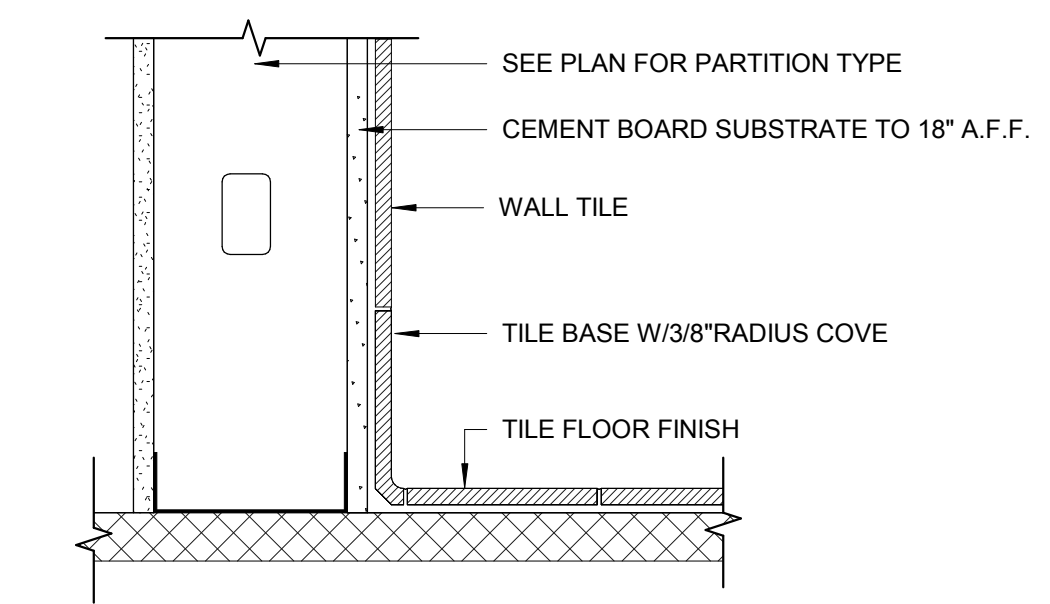 SEE PLAN FOR PARTITION TYPE
CEMENT BOARD SUBSTRATE TO 18" A.F.F.
WALL TILE
TILE BASE W/3/8"RADIUS COVE
TILE FLOOR FINISH